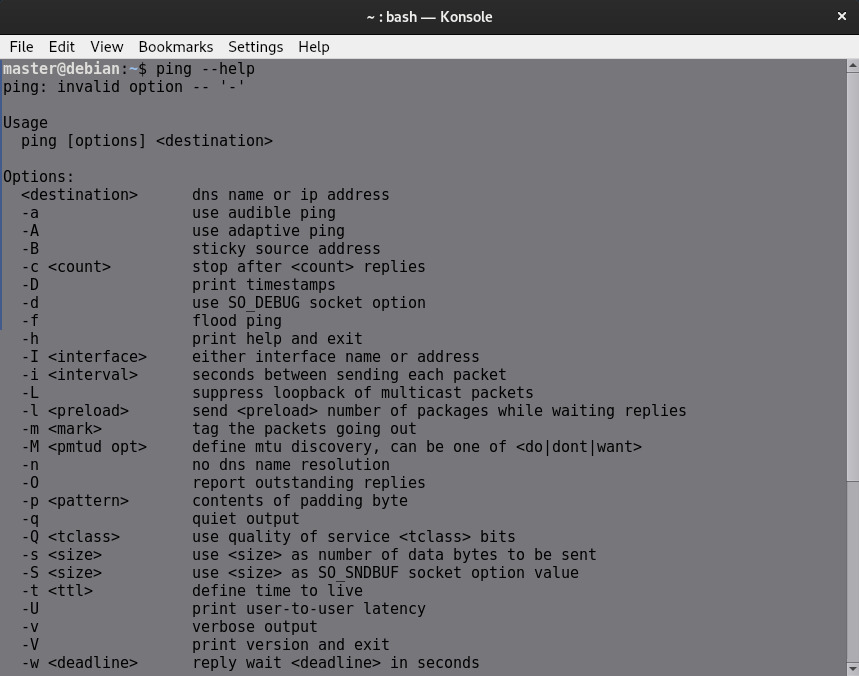 ~ : bash — Konsole
File Edit View Bookmarks Settings Help
master@debian:~$ ping --help
ping: invalid option -- '-'

Usage
  ping [options] <destination>

Options:
  <destination>      dns name or ip address
  -a                 use audible ping
  -A                 use adaptive ping
  -B                 sticky source address
  -c <count>         stop after <count> replies
  -D                 print timestamps
  -d                 use SO_DEBUG socket option
  -f                 flood ping
  -h                 print help and exit
  -I <interface>     either interface name or address
  -i <interval>      seconds between sending each packet
  -L                 suppress loopback of multicast packets
  -l <preload>       send <preload> number of packages while waiting replies
  -m <mark>          tag the packets going out
  -M <pmtud opt>     define mtu discovery, can be one of <do|dont|want>
  -n                 no dns name resolution
  -O                 report outstanding replies
  -p <pattern>       contents of padding byte
  -q                 quiet output
  -Q <tclass>        use quality of service <tclass> bits
  -s <size>          use <size> as number of data bytes to be sent
  -S <size>          use <size> as SO_SNDBUF socket option value
  -t <ttl>           define time to live
  -U                 print user-to-user latency
  -v                 verbose output
  -V                 print version and exit
  -w <deadline>      reply wait <deadline> in seconds